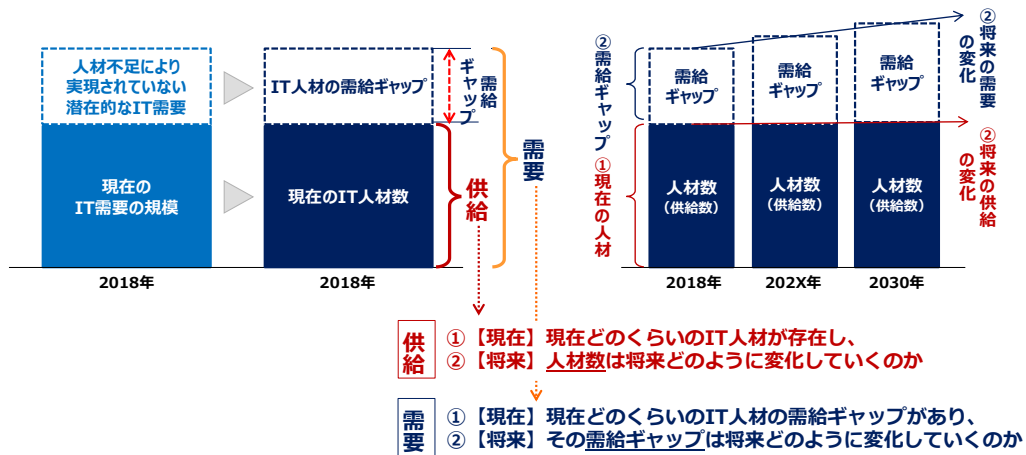 人材不足により
実現されていない
潜在的なIT需要
現在の
IT需要の規模
2018年
IT人材の需給ギャップ
現在のIT人材数
2018年
需給
ギャップ
供給
需要
②需給ギャップ
①現在の人材
需給
ギャップ
人材数
（供給数）
2018年
需給
ギャップ
人材数
（供給数）
202X年
需給
ギャップ
人材数
（供給数）
2030年
②将来の需要
の変化
②将来の供給
の変化
供給
①【現在】現在どのくらいのIT人材が存在し、
②【将来】人材数は将来どのように変化していくのか
需要
①【現在】現在どのくらいのIT人材の需給ギャップがあり、
②【将来】その需給ギャップは将来どのように変化していくのか